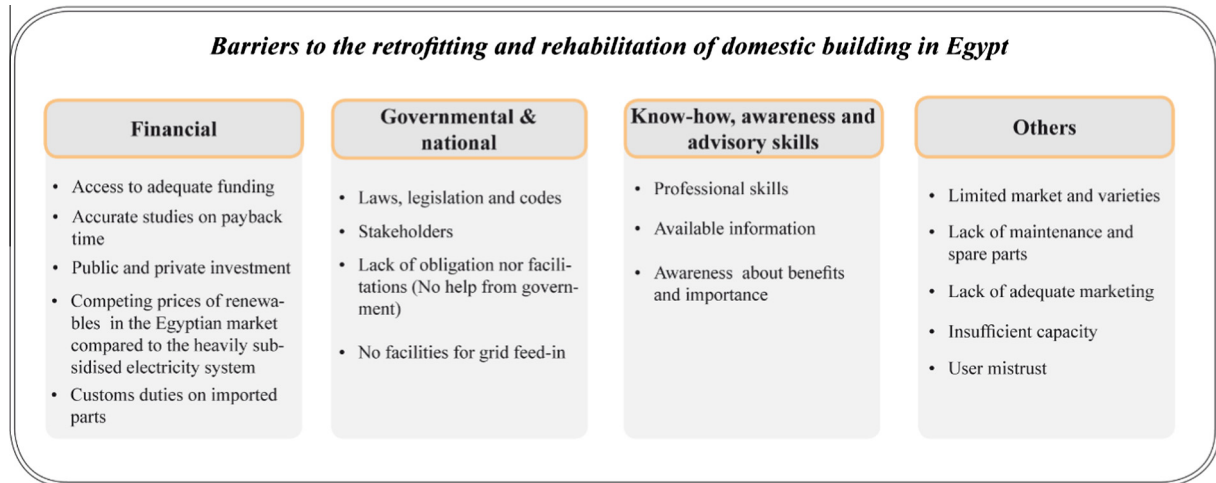 Barriers to the retrofitting and rehabilitation of domestic building in Egypt
Financial
• Access to adequate funding
• Accurate studies on payback
time
• Public and private investment
• Competing prices of renewa-
bles in the Egyptian market
compared to the heavily sub-
sidised electricity system
• Customs duties on imported
parts
Governmental &
national
• Laws, legislation and codes
• Stakeholders
• Lack of obligation nor facili-
tations (No help from govern-
ment)
• No facilities for grid feed-in
Know-how, awareness and
advisory skills
• Professional skills
• Available information
• Awareness about benefits
and importance
Others
• Limited market and varieties
• Lack of maintenance and
spare parts
• Lack of adequate marketing
• Insufficient capacity
• User mistrust